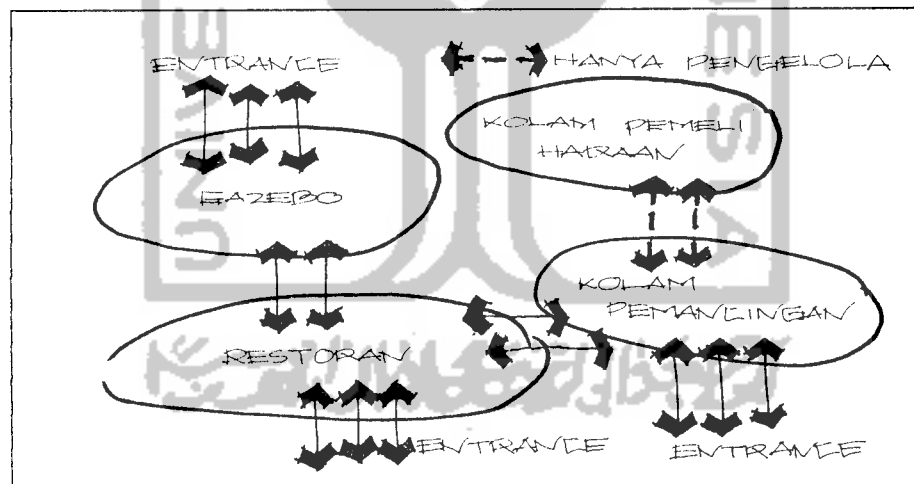 ENTRANCE
HANYA PENGELOLA
KOLAM PEMELI
HARAAN
GAZEBO
KOLAM
PEMANCINGAN
RESTORAN
ENTRANCE
ENTRANCE